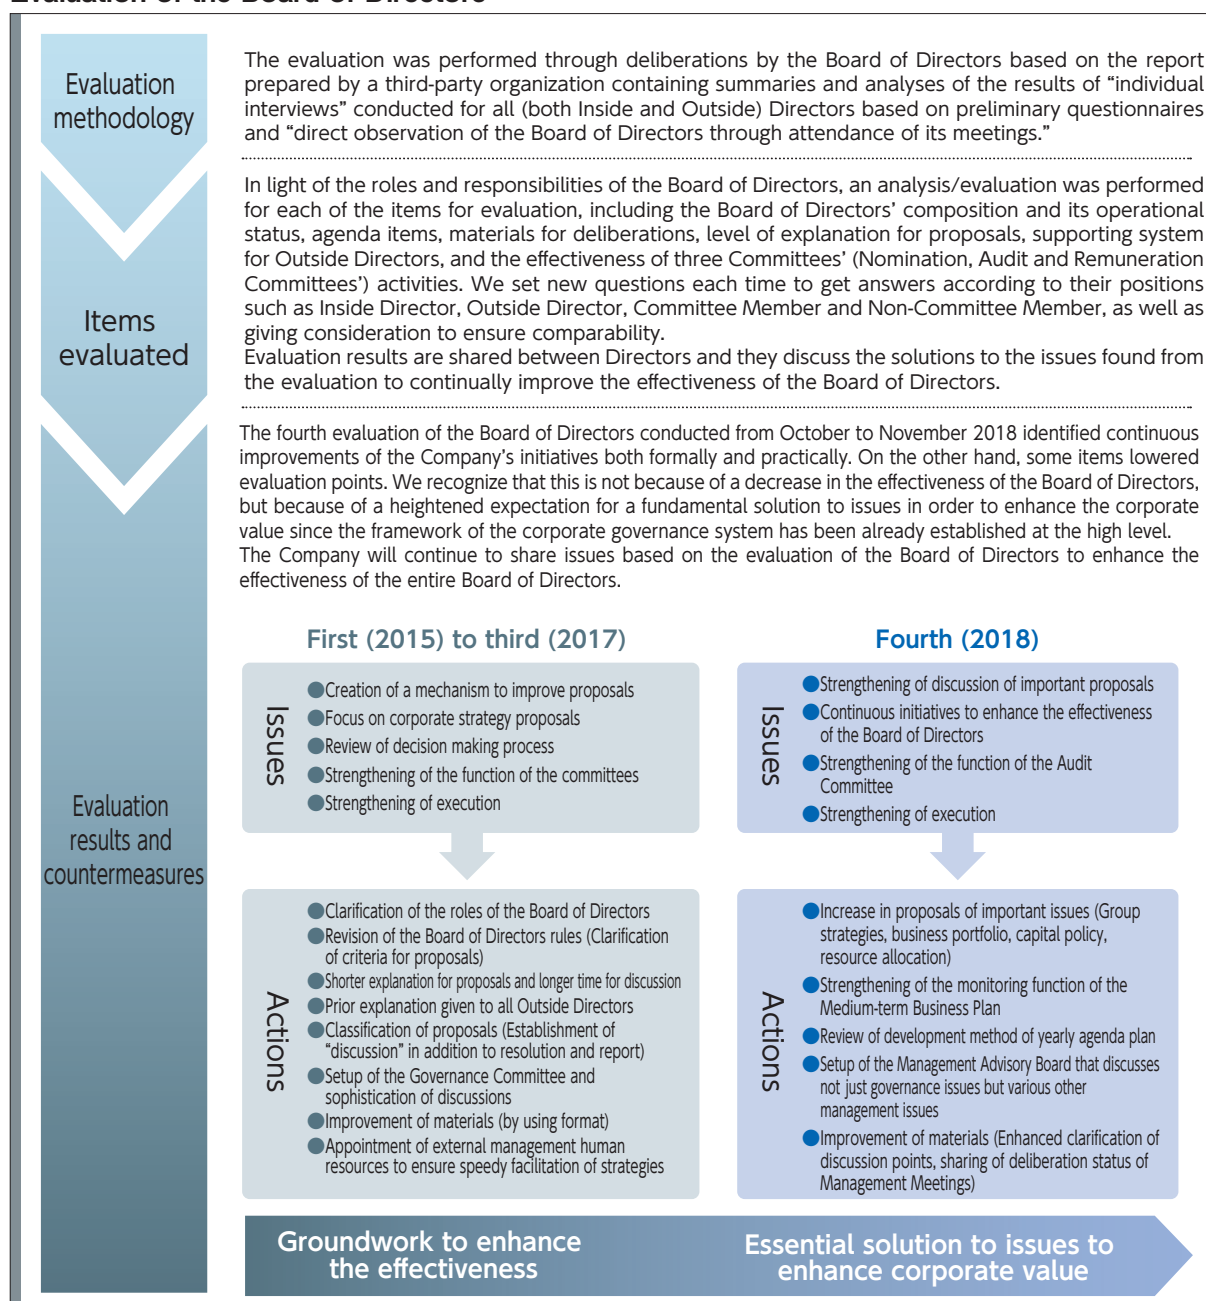 Evaluation
methodology
The evaluation was performed through deliberations by the Board of Directors based on the report
prepared by a third-party organization containing summaries and analyses of the results of “individual
interviews” conducted for all (both Inside and Outside) Directors based on preliminary questionnaires
and “direct observation of the Board of Directors through attendance of its meetings.”
Items
evaluated
In light of the roles and responsibilities of the Board of Directors, an analysis/evaluation was performed
for each of the items for evaluation, including the Board of Directors’ composition and its operational
status, agenda items, materials for deliberations, level of explanation for proposals, supporting system
for Outside Directors, and the effectiveness of three Committees’ (Nomination, Audit and Remuneration
Committees’) activities. We set new questions each time to get answers according to their positions
such as Inside Director, Outside Director, Committee Member and Non-Committee Member, as well as
giving consideration to ensure comparability.
Evaluation results are shared between Directors and they discuss the solutions to the issues found from
the evaluation to continually improve the effectiveness of the Board of Directors.
Evaluation
results and
countermeasures
The fourth evaluation of the Board of Directors conducted from October to November 2018 identified continuous
improvements of the Company’s initiatives both formally and practically. On the other hand, some items lowered
evaluation points. We recognize that this is not because of a decrease in the effectiveness of the Board of Directors,
but because of a heightened expectation for a fundamental solution to issues in order to enhance the corporate
value since the framework of the corporate governance system has been already established at the high level.
The Company will continue to share issues based on the evaluation of the Board of Directors to enhance the
effectiveness of the entire Board of Directors.
First (2015) to third (2017)
Issues
●Creation of a mechanism to improve proposals
●Focus on corporate strategy proposals
●Review of decision making process
●Strengthening of the function of the committees
●Strengthening of execution
Actions
●Clarification of the roles of the Board of Directors
●Revision of the Board of Directors rules (Clarification
of criteria for proposals)
●Shorter explanation for proposals and longer time for discussion
●Prior explanation given to all Outside Directors
●Classification of proposals (Establishment of
“discussion” in addition to resolution and report)
●Setup of the Governance Committee and
sophistication of discussions
●Improvement of materials (by using format)
●Appointment of external management human
resources to ensure speedy facilitation of strategies
Fourth (2018)
Issues
●Strengthening of discussion of important proposals
●Continuous initiatives to enhance the effectiveness
of the Board of Directors
●Strengthening of the function of the Audit
Committee
●Strengthening of execution
Actions
●Increase in proposals of important issues (Group
strategies, business portfolio, capital policy,
resource allocation)
●Strengthening of the monitoring function of the
Medium-term Business Plan
●Review of development method of yearly agenda plan
●Setup of the Management Advisory Board that discusses
not just governance issues but various other
management issues
●Improvement of materials (Enhanced clarification of
discussion points, sharing of deliberation status of
Management Meetings)
Groundwork to enhance
the effectiveness
Essential solution to issues to
enhance corporate value